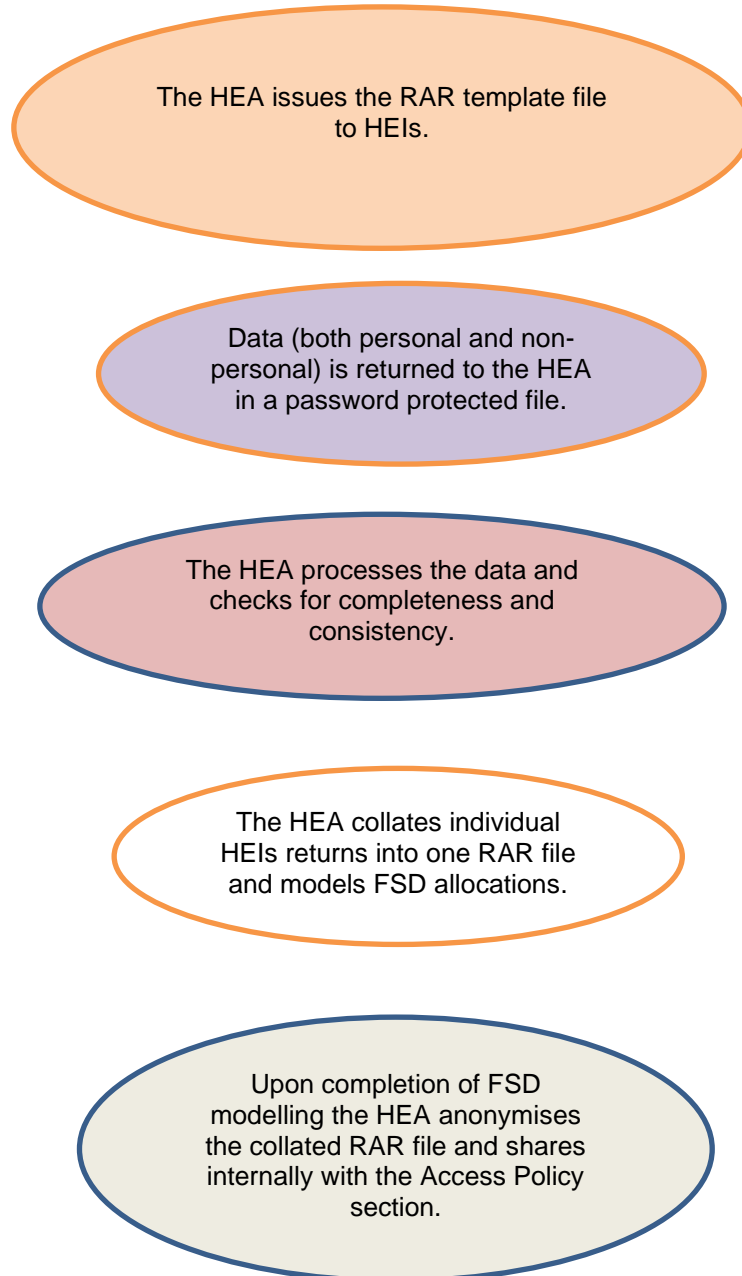 The HEA issues the RAR template file
to HEIs.
Data (both personal and non-
personal) is returned to the HEA
in a password protected file.
The HEA processes the data and
checks for completeness and
consistency.
The HEA collates individual
HEIs returns into one RAR file
and models FSD allocations.
Upon completion of FSD
modelling the HEA anonymises
the collated RAR file and shares
internally with the Access Policy
section.